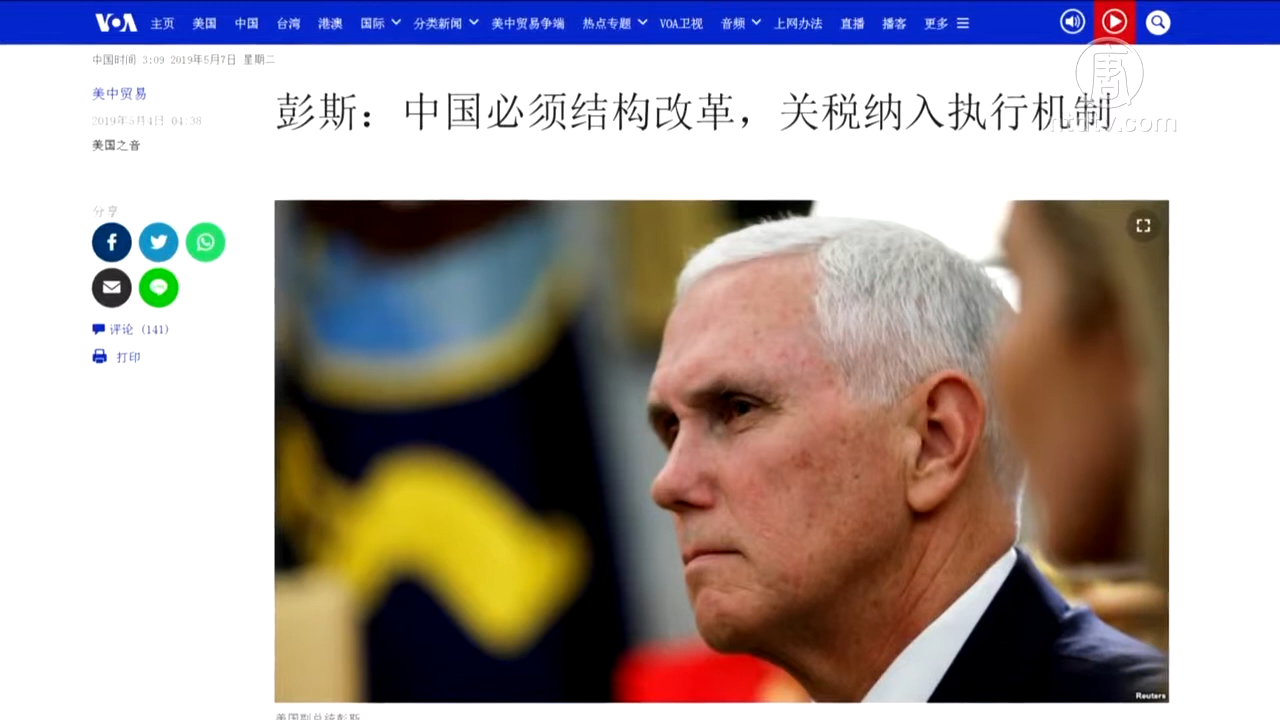 VOA 主页 美国 中国 台湾 港澳 国际 分类新闻 美中贸易争端 热点专题 VOA卫视 音频 上网办法 直播 播客 更多
中国时间 3:09 2019年5月7日 星期二
美中贸易
2019年5月4日 04:38
美国之音
彭斯：中国必须结构改革，关税纳入执行机制
唐
ntdtv.com
分享
评论 (141)
打印
Reuters
美国副总统彭斯